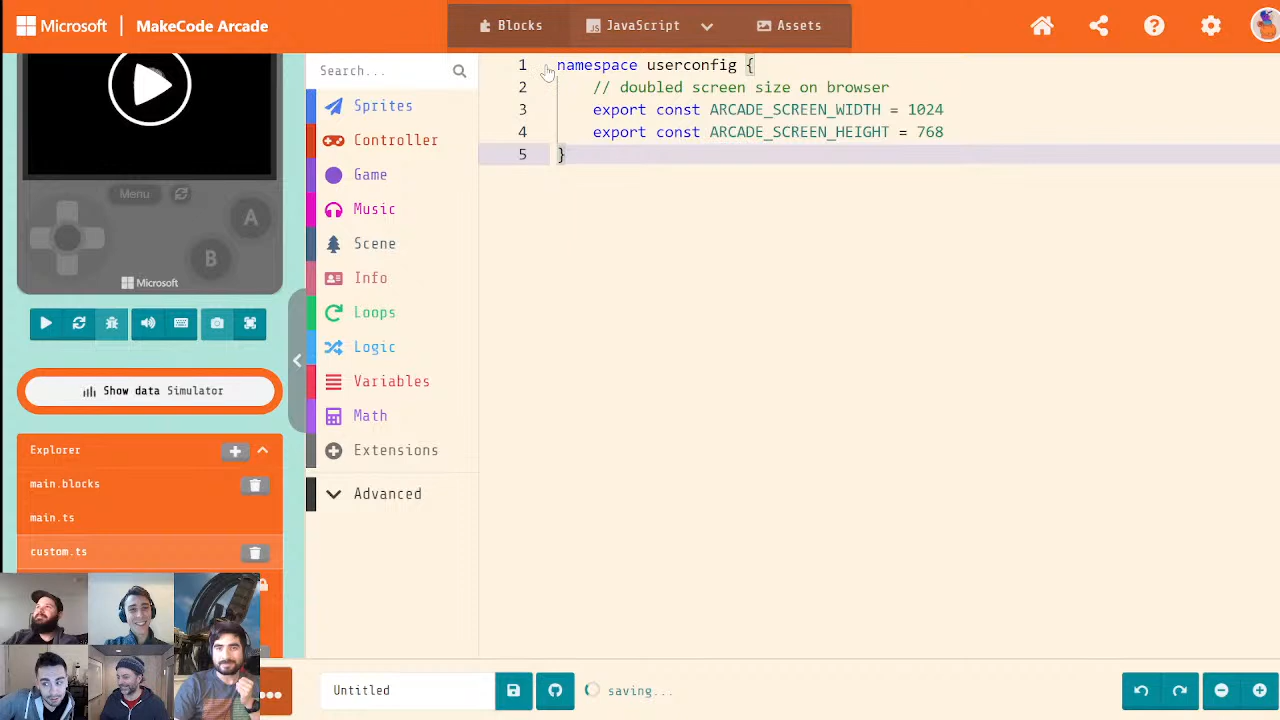 Microsoft
MakeCode Arcade
Blocks
JavaScript
Assets
Menu
A
B
Microsoft
Show data Simulator
Explorer
main.blocks
main.ts
custom.ts
Search...
Sprites
Controller
Game
Music
Scene
Info
Loops
Logic
Variables
Math
Extensions
Advanced
1 namespace userconfig {
2 // doubled screen size on browser
3 export const ARCADE_SCREEN_WIDTH = 1024
4 export const ARCADE_SCREEN_HEIGHT = 768
5 }
Untitled
saving...